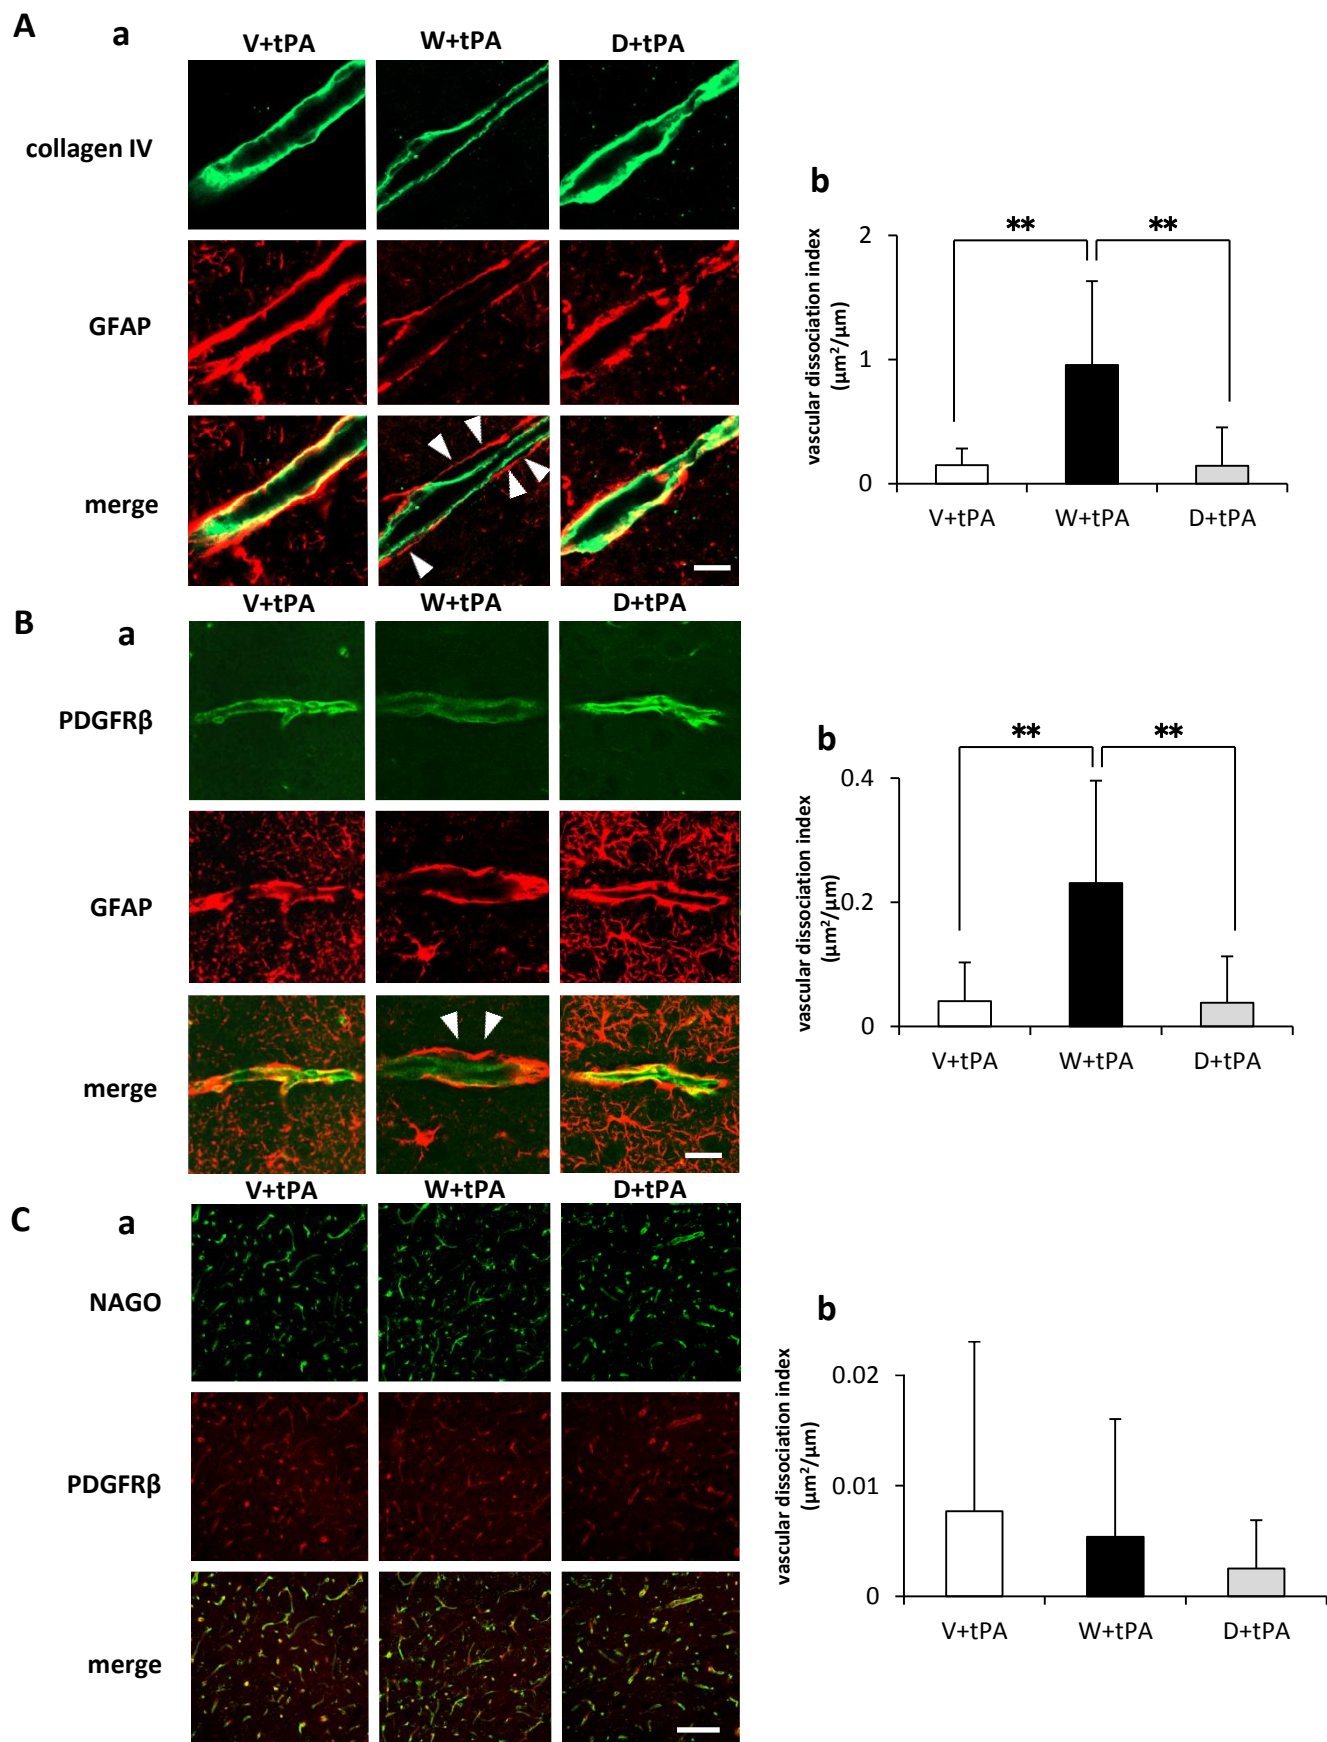 A
a
V+tPA W+tPA D+tPA
collagen IV
GFAP
merge
b
vascular dissociation index
(μm²/μm)
2
1
0
** **
V+tPA W+tPA D+tPA
B
a
V+tPA W+tPA D+tPA
PDGFRβ
GFAP
merge
b
vascular dissociation index
(μm²/μm)
0.4
0.2
0
** **
V+tPA W+tPA D+tPA
C
a
V+tPA W+tPA D+tPA
NAGO
PDGFRβ
merge
b
vascular dissociation index
(μm²/μm)
0.02
0.01
0
V+tPA W+tPA D+tPA